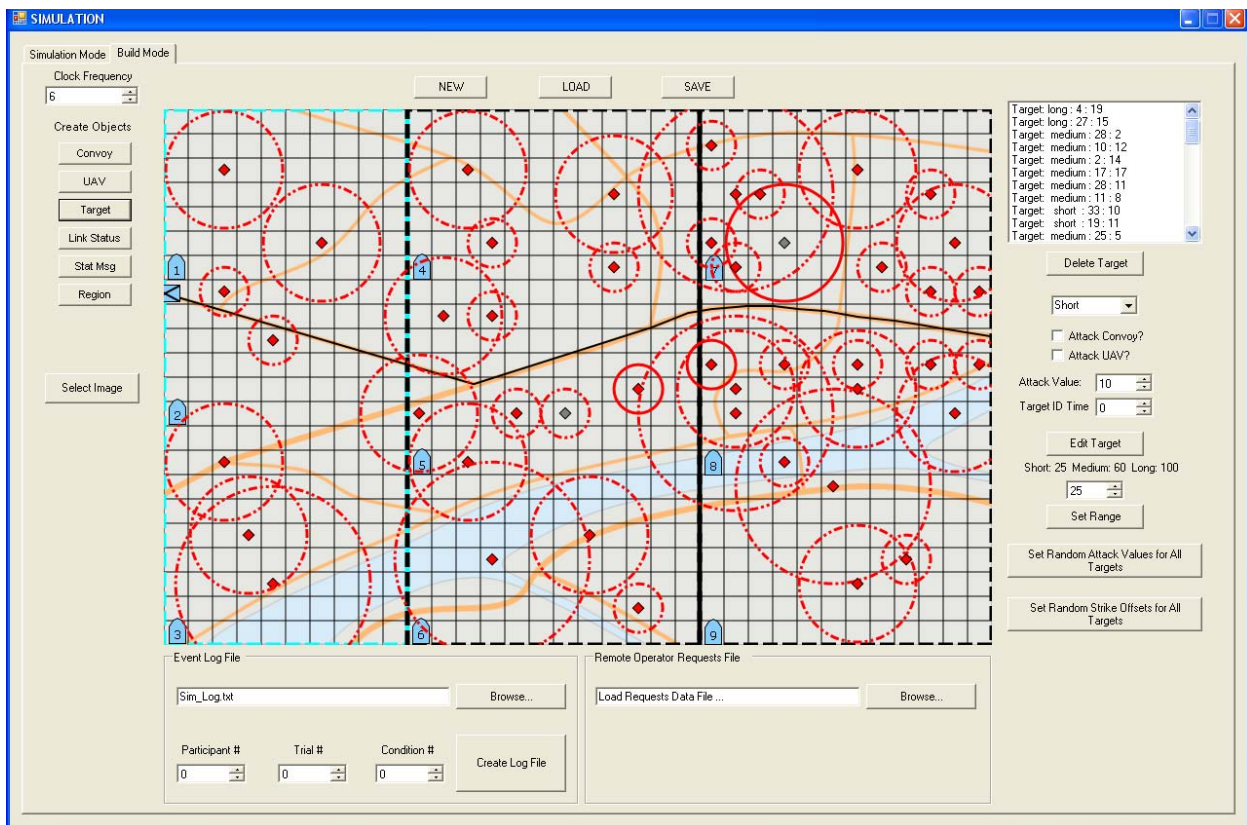 SIMULATION
Simulation Mode
Build Mode
Clock Frequency
6
NEW
LOAD
SAVE
Create Objects
Convoy
UAV
Target
Link Status
Stat Msg
Region
Select Image
1
4
7
2
5
8
3
6
9
Target: long : 4 : 19
Target: long : 27 : 15
Target: medium : 28 : 2
Target: medium : 10 : 12
Target: medium : 2 : 14
Target: medium : 17 : 17
Target: medium : 28 : 11
Target: medium : 11 : 8
Target: short : 33 : 10
Target: short : 19 : 11
Target: medium : 25 : 5
Delete Target
Short
Attack Convoy?
Attack UAV?
Attack Value: 10
Target ID Time 0
Edit Target
Short: 25 Medium: 60 Long: 100
25
Set Range
Set Random Attack Values for All
Targets
Set Random Strike Offsets for All
Targets
Event Log File
Sim_Log.txt
Browse...
Participant #
Trial #
Condition #
0
0
0
Create Log File
Remote Operator Requests File
Load Requests Data File ...
Browse...